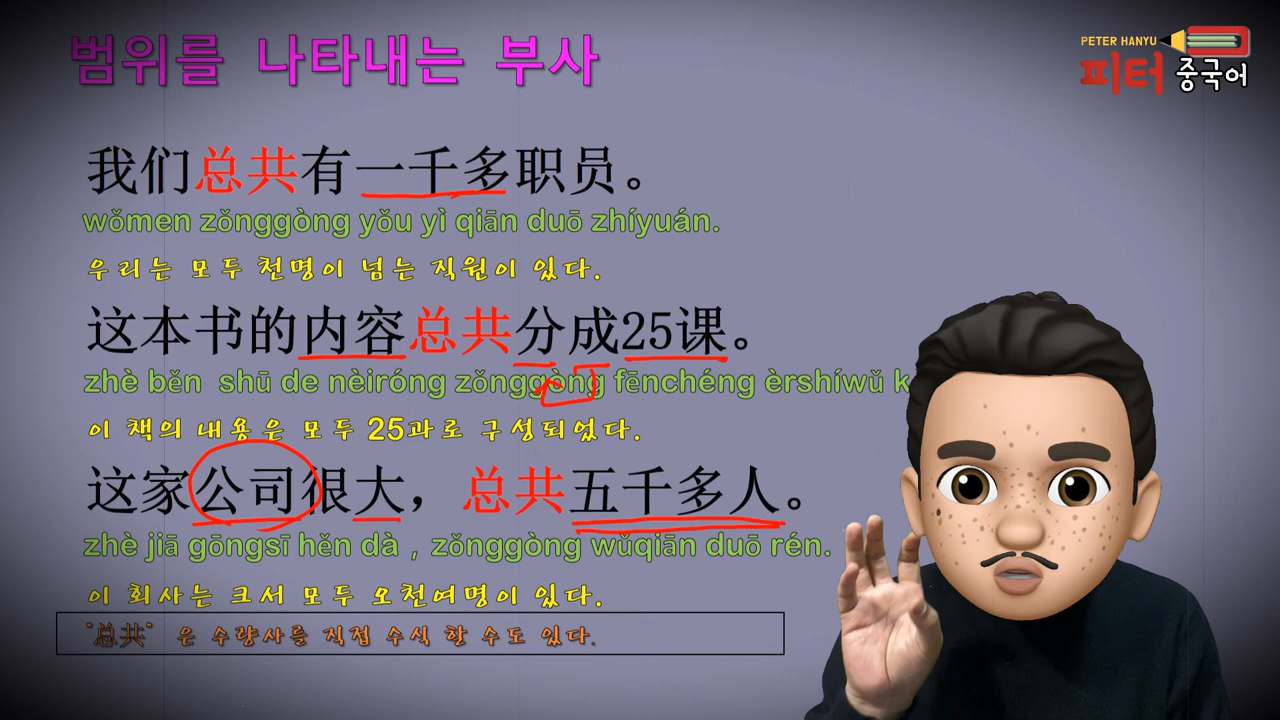 범위를 나타내는 부사
PETER HANYU
피터 중국어
我们总共有一千多职员。
wǒmen zǒnggòng yǒu yì qiān duō zhíyuán.
우리는 모두 천명이 넘는 직원이 있다.
这本书的内容总共分成25课。
zhè běn shū de nèiróng zǒnggòng fēnchéng èrshíwǔ k
이 책의 내용은 모두 25과로 구성되었다.
这家公司很大，总共五千多人。
zhè jiā gōngsī hěn dà , zǒnggòng wǔqiān duō rén.
이 회사는 크서 모두 오천여명이 있다.
"总共" 은 수량사를 직접 수식 할 수도 있다.